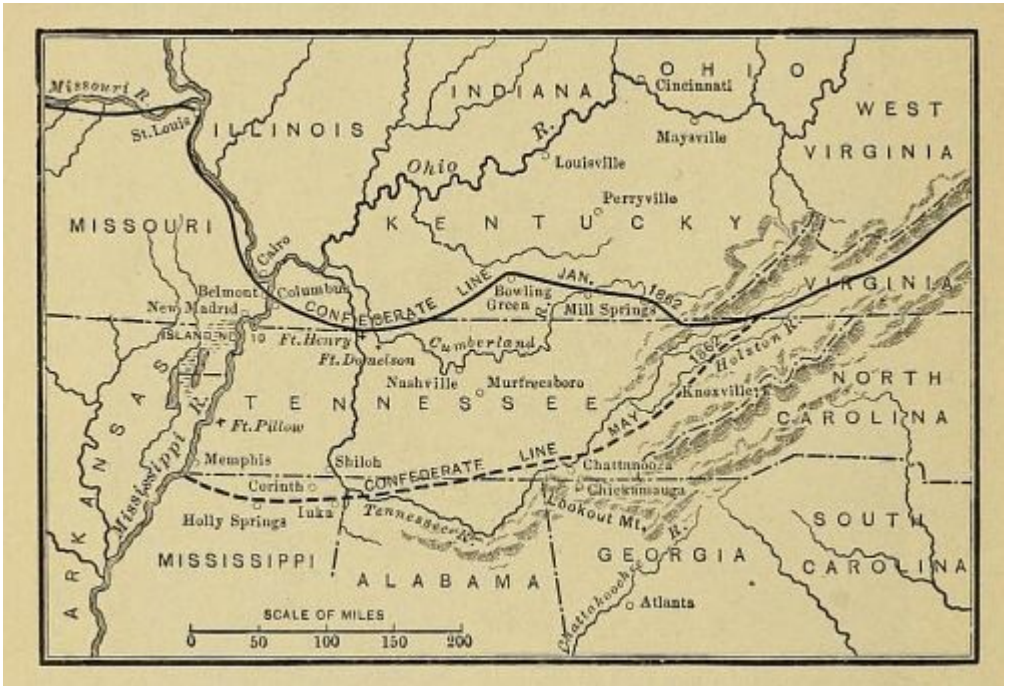 OHIO
Missouri R.
INDIANA
Cincinnati
WEST
VIRGINIA
St. Louis
ILLINOIS
Maysville
Ohio R.
Louisville
Perryville
MISSOURI
KENTUCKY
Cairo
CONFEDERATE LINE JAN. 1862
Belmont
Columbus
Bowling
Green
Mill Springs
VIRGINIA
New Madrid
ISLAND NO. 10
Ft. Henry
Ft. Donelson
Cumberland R.
1862
Holston R.
Nashville
Murfreesboro
Knoxville
NORTH
CAROLINA
TENNESSEE
ARKANSAS
Mississippi R.
Ft. Pillow
Memphis
Shiloh
CONFEDERATE LINE MAY
Chattanooga
Corinth
Chickamauga
Holly Springs
Iuka
Tennessee R.
Lookout Mt.
SOUTH
CAROLINA
MISSISSIPPI
ALABAMA
GEORGIA
Chattahoochee R.
Atlanta
SCALE OF MILES
0 50 100 150 200